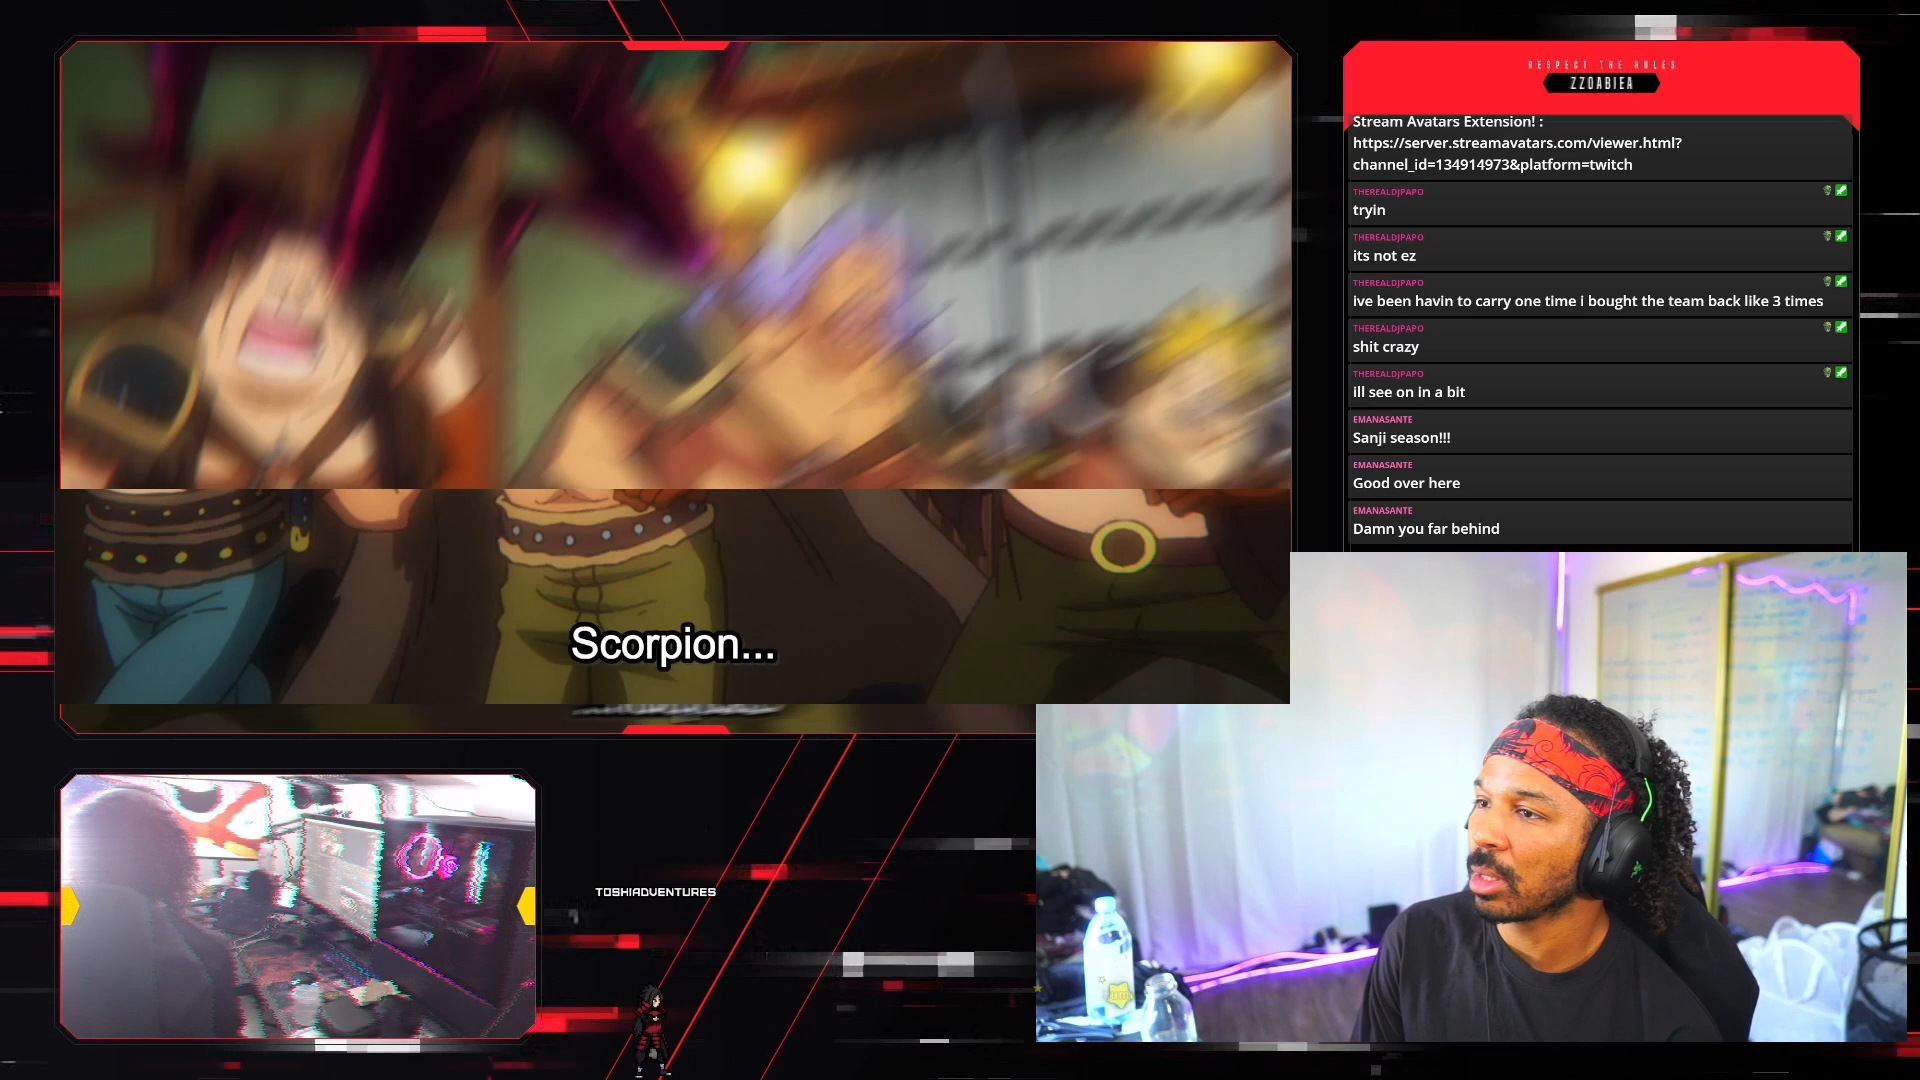 RESPECT THE RULES
ZZOABIEA
Stream Avatars Extension! :
https://server.streamavatars.com/viewer.html?
channel_id=134914973&platform=twitch
THEREALDJPAPO
tryin
THEREALDJPAPO
its not ez
THEREALDJPAPO
ive been havin to carry one time i bought the team back like 3 times
THEREALDJPAPO
shit crazy
THEREALDJPAPO
ill see on in a bit
EMANASANTE
Sanji season!!!
EMANASANTE
Good over here
EMANASANTE
Damn you far behind
Scorpion...
TOSHIADVENTURES